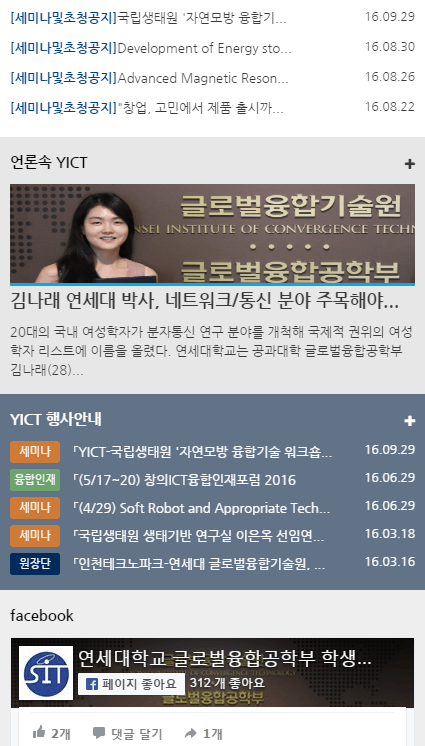 [세미나및초청공지]국립생태원 '자연모방 융합기... 16.09.29
[세미나및초청공지]Development of Energy sto... 16.08.30
[세미나및초청공지]Advanced Magnetic Reson... 16.08.26
[세미나및초청공지]"창업, 고민에서 제품 출시까... 16.08.22
언론속 YICT +
글로벌융합기술원
NSEI INSTITUTE OF CONVERGENCE TECHN
글로벌융합공학부
김나래 연세대 박사, 네트워크/통신 분야 주목해야...
20대의 국내 여성학자가 분자통신 연구 분야를 개척해 국제적 권위의 여성
학자 리스트에 이름을 올렸다. 연세대학교는 공과대학 글로벌융합공학부
김나래(28)...
YICT 행사안내 +
세미나 「YICT-국립생태원 '자연모방 융합기술 워크숍... 16.09.29
융합인재 「(5/17~20) 창의ICT융합인재포럼 2016 16.06.29
세미나 「(4/29) Soft Robot and Appropriate Tech... 16.06.29
세미나 「국립생태원 생태기반 연구실 이은옥 선임연... 16.03.18
원장단 「인천테크노파크-연세대 글로벌융합기술원, ... 16.03.16
facebook
SIT
연세대학교 글로벌융합공학부 학생...
페이지 좋아요 312개 좋아요
글로벌융합공학부
2개 댓글 달기 1개